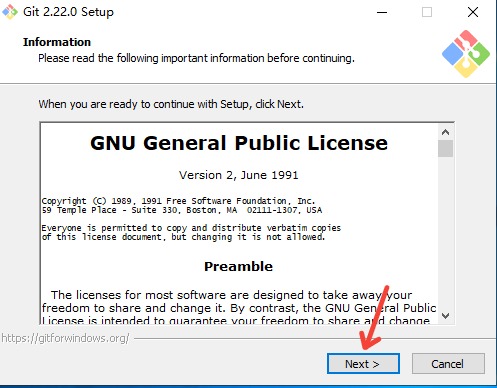 Git 2.22.0 Setup
Information
Please read the following important information before continuing.
When you are ready to continue with Setup, click Next.
GNU General Public License
Version 2, June 1991
Copyright (C) 1989, 1991 Free Software Foundation, Inc.
59 Temple Place - Suite 330, Boston, MA  02111-1307, USA
Everyone is permitted to copy and distribute verbatim copies
of this license document, but changing it is not allowed.
Preamble
The licenses for most software are designed to take away your
freedom to share and change it. By contrast, the GNU General Public
License is intended to guarantee your freedom to share and change
https://gitforwindows.org/
Next >
Cancel